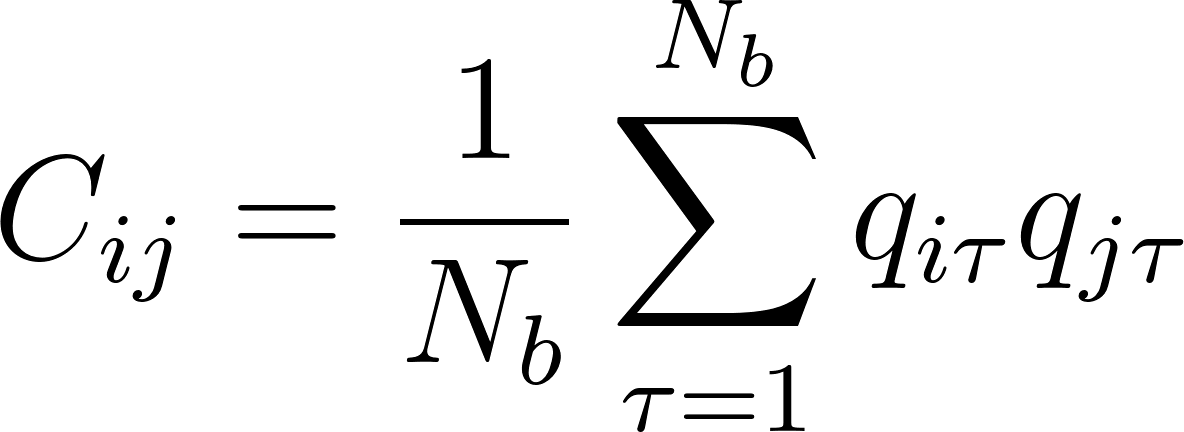 C_{ij} = \frac{1}{N_b} \sum_{\tau=1}^{N_b} q_{i\tau} q_{j\tau}